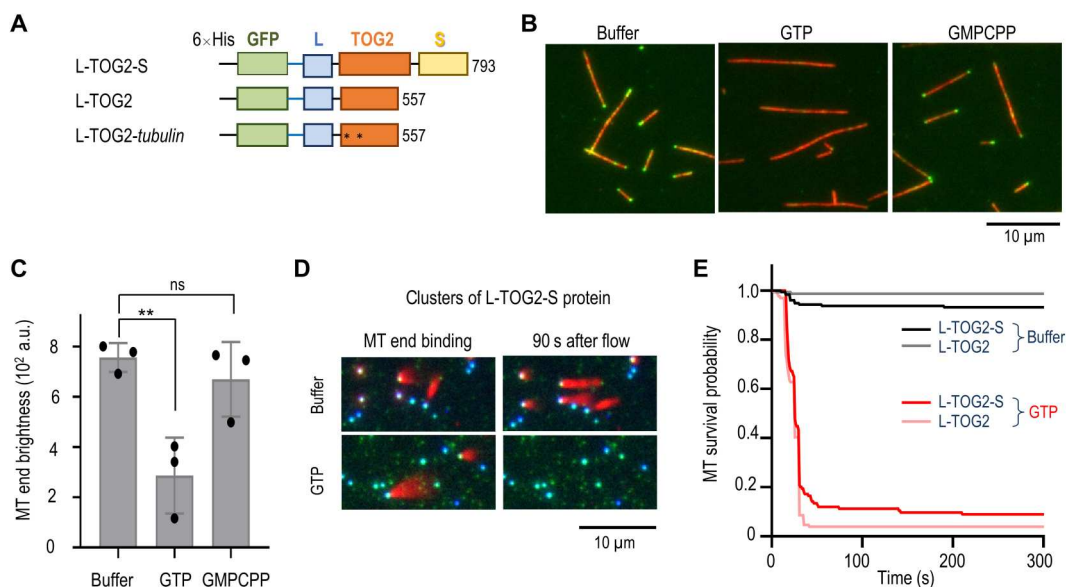 A
6×His GFP L TOG2 S
L-TOG2-S 793
L-TOG2 557
L-TOG2-tubulin * * 557
B
Buffer GTP GMPCPP
10 µm
C
ns
**
MT end brightness (10² a.u.)
8
6
4
2
0
Buffer GTP GMPCPP
D
Clusters of L-TOG2-S protein
MT end binding 90 s after flow
Buffer
GTP
10 µm
E
MT survival probability
1.0
0.8
0.6
0.4
0.2
0
L-TOG2-S
L-TOG2
Buffer
L-TOG2-S
L-TOG2
GTP
0 100 200 300
Time (s)